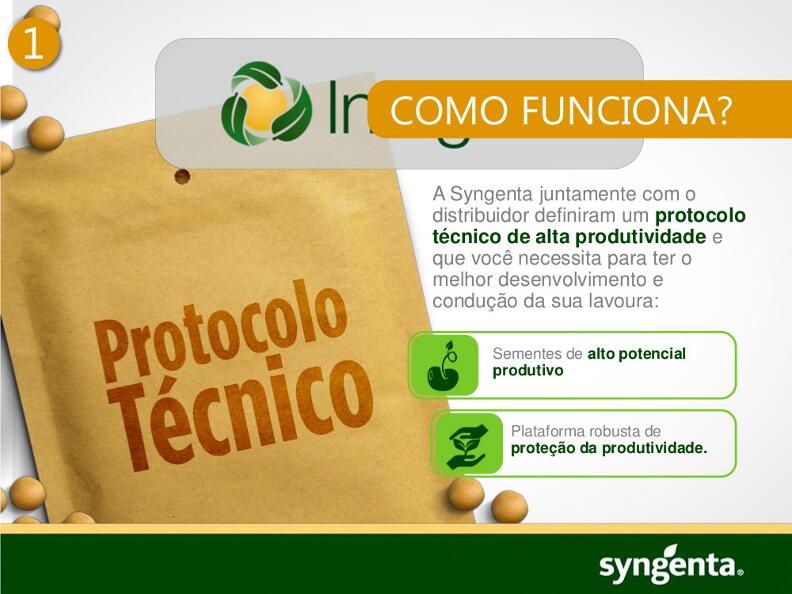 1
COMO FUNCIONA?
A Syngenta juntamente com o
distribuidor definiram um protocolo
técnico de alta produtividade e
que você necessita para ter o
melhor desenvolvimento e
condução da sua lavoura:
Protocolo
Técnico
Sementes de alto potencial
produtivo
Plataforma robusta de
proteção da produtividade.
syngenta®